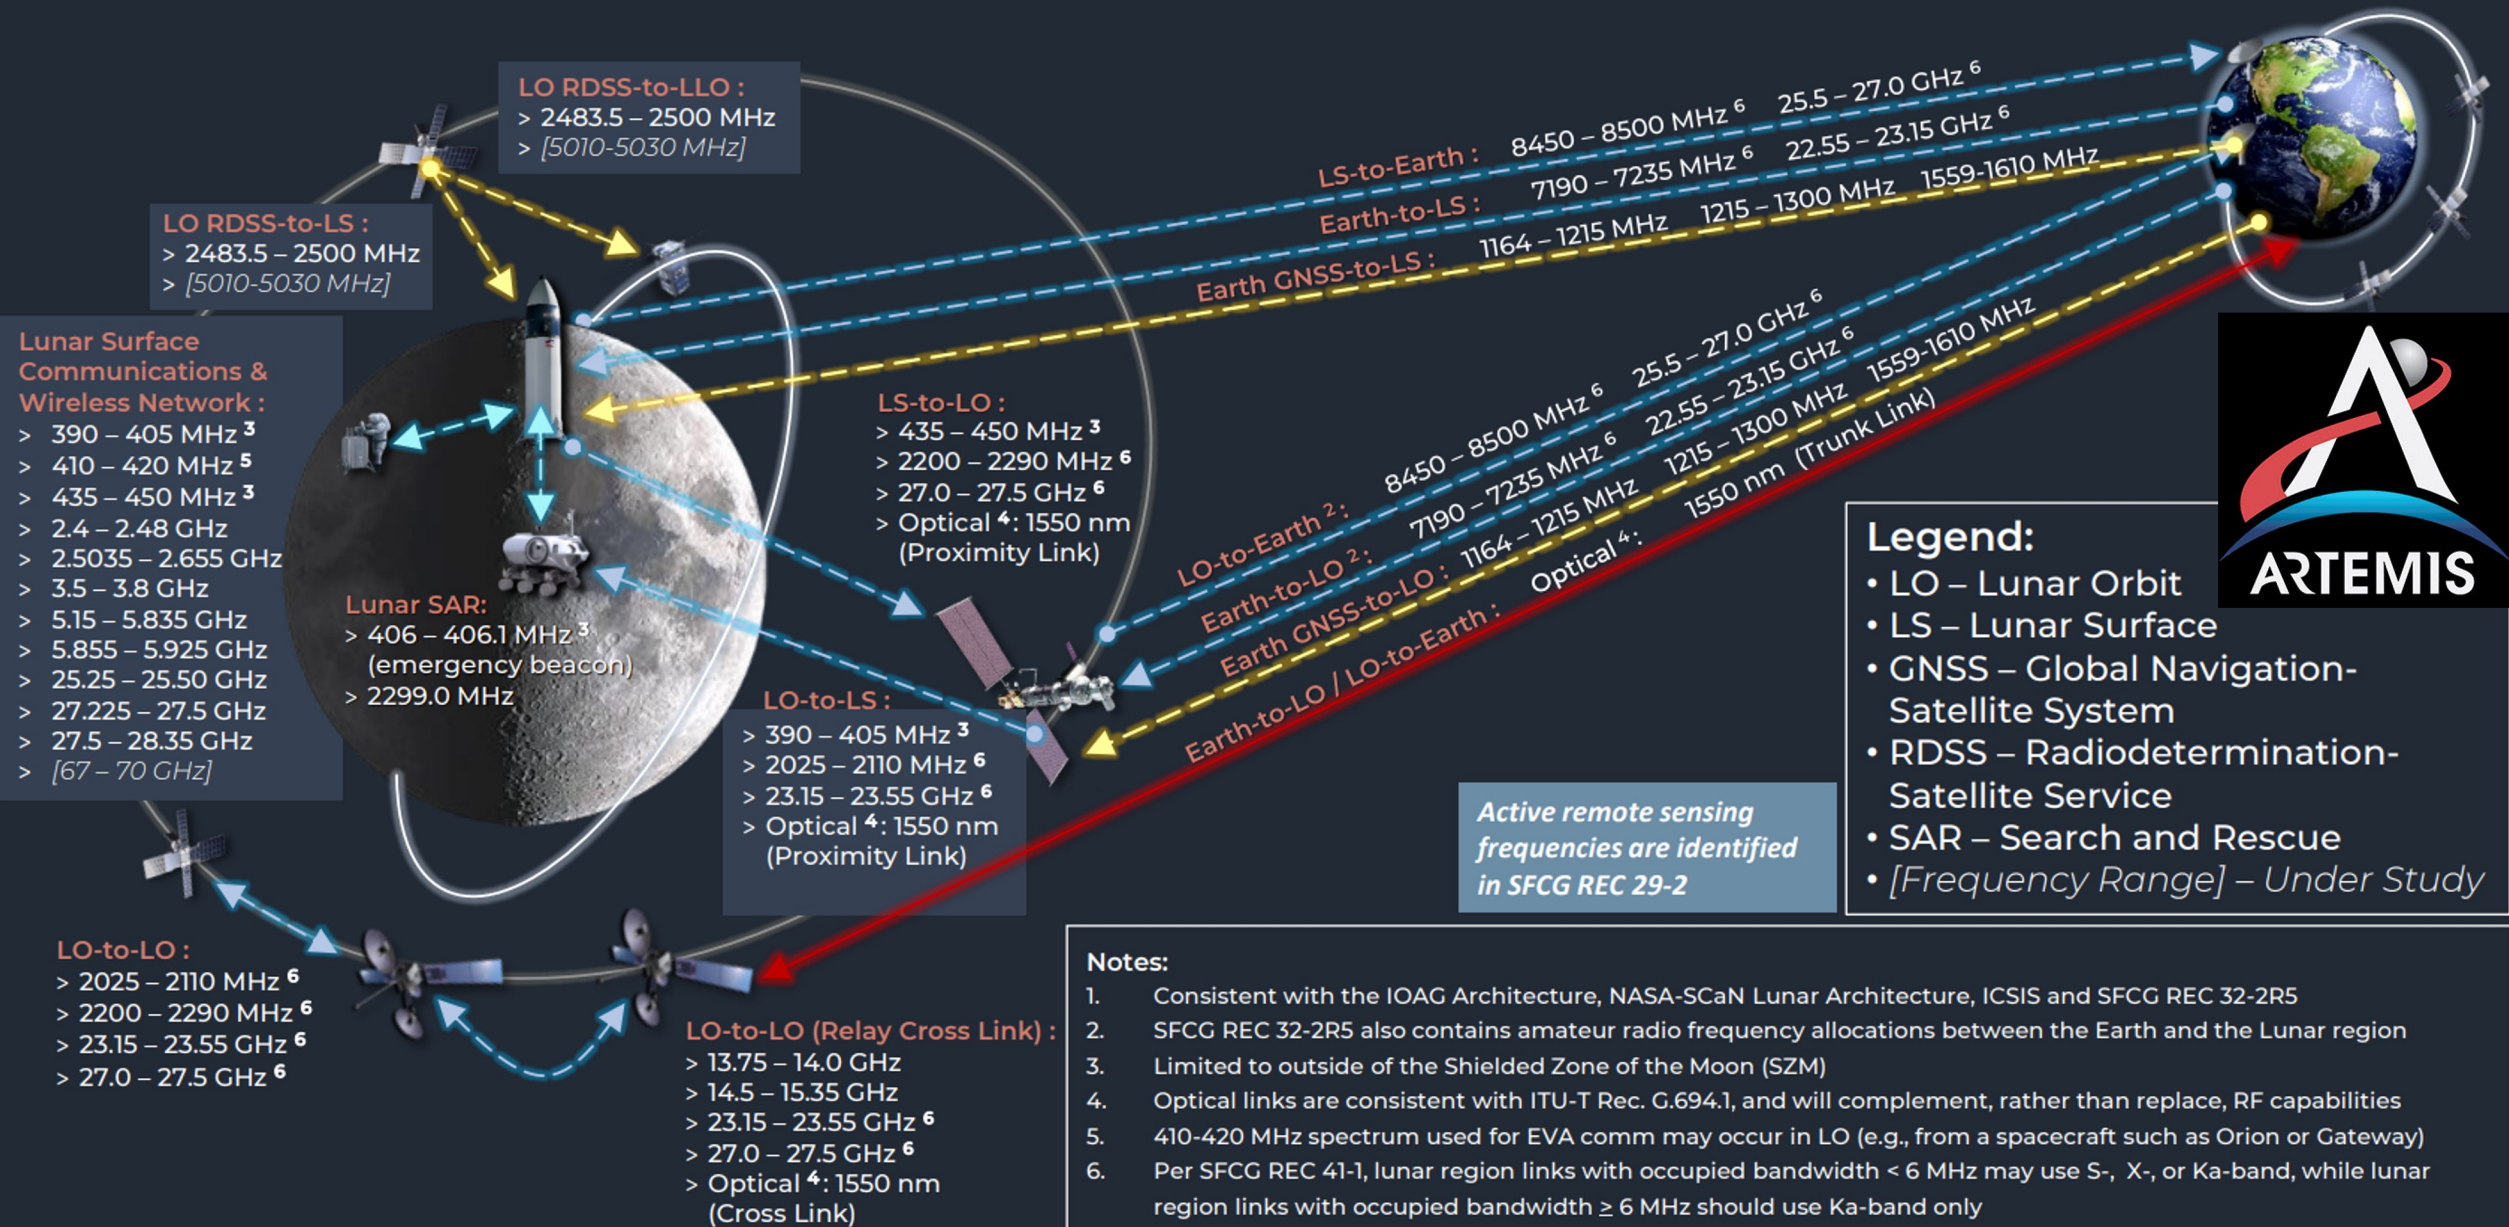 LO RDSS-to-LLO :
> 2483.5 – 2500 MHz
> [5010-5030 MHz]
LO RDSS-to-LS :
> 2483.5 – 2500 MHz
> [5010-5030 MHz]
Lunar Surface
Communications &
Wireless Network :
> 390 – 405 MHz ³
> 410 – 420 MHz ⁵
> 435 – 450 MHz ³
> 2.4 – 2.48 GHz
> 2.5035 – 2.655 GHz
> 3.5 – 3.8 GHz
> 5.15 – 5.835 GHz
> 5.855 – 5.925 GHz
> 25.25 – 25.50 GHz
> 27.225 – 27.5 GHz
> 27.5 – 28.35 GHz
> [67 – 70 GHz]
Lunar SAR:
> 406 – 406.1 MHz ³
(emergency beacon)
> 2299.0 MHz
LS-to-LO :
> 435 – 450 MHz ³
> 2200 – 2290 MHz ⁶
> 27.0 – 27.5 GHz ⁶
> Optical ⁴: 1550 nm
(Proximity Link)
LO-to-LS :
> 390 – 405 MHz ³
> 2025 – 2110 MHz ⁶
> 23.15 – 23.55 GHz ⁶
> Optical ⁴: 1550 nm
(Proximity Link)
LS-to-Earth : 8450 – 8500 MHz ⁶ 25.5 – 27.0 GHz ⁶
Earth-to-LS : 7190 – 7235 MHz ⁶ 22.55 – 23.15 GHz ⁶
Earth GNSS-to-LS : 1164 – 1215 MHz 1215 – 1300 MHz 1559-1610 MHz
LO-to-Earth ²: 8450 – 8500 MHz ⁶ 25.5 – 27.0 GHz ⁶
Earth-to-LO ²: 7190 – 7235 MHz ⁶ 22.55 – 23.15 GHz ⁶
Earth GNSS-to-LO : 1164 – 1215 MHz 1215 – 1300 MHz 1559-1610 MHz
Earth-to-LO / LO-to-Earth : Optical ⁴: 1550 nm (Trunk Link)
ARTEMIS
Legend:
• LO – Lunar Orbit
• LS – Lunar Surface
• GNSS – Global Navigation-
Satellite System
• RDSS – Radiodetermination-
Satellite Service
• SAR – Search and Rescue
• [Frequency Range] – Under Study
Active remote sensing
frequencies are identified
in SFCG REC 29-2
LO-to-LO :
> 2025 – 2110 MHz ⁶
> 2200 – 2290 MHz ⁶
> 23.15 – 23.55 GHz ⁶
> 27.0 – 27.5 GHz ⁶
LO-to-LO (Relay Cross Link) :
> 13.75 – 14.0 GHz
> 14.5 – 15.35 GHz
> 23.15 – 23.55 GHz ⁶
> 27.0 – 27.5 GHz ⁶
> Optical ⁴: 1550 nm
(Cross Link)
Notes:
1. Consistent with the IOAG Architecture, NASA-SCaN Lunar Architecture, ICSIS and SFCG REC 32-2R5
2. SFCG REC 32-2R5 also contains amateur radio frequency allocations between the Earth and the Lunar region
3. Limited to outside of the Shielded Zone of the Moon (SZM)
4. Optical links are consistent with ITU-T Rec. G.694.1, and will complement, rather than replace, RF capabilities
5. 410-420 MHz spectrum used for EVA comm may occur in LO (e.g., from a spacecraft such as Orion or Gateway)
6. Per SFCG REC 41-1, lunar region links with occupied bandwidth < 6 MHz may use S-, X-, or Ka-band, while lunar
region links with occupied bandwidth ≥ 6 MHz should use Ka-band only